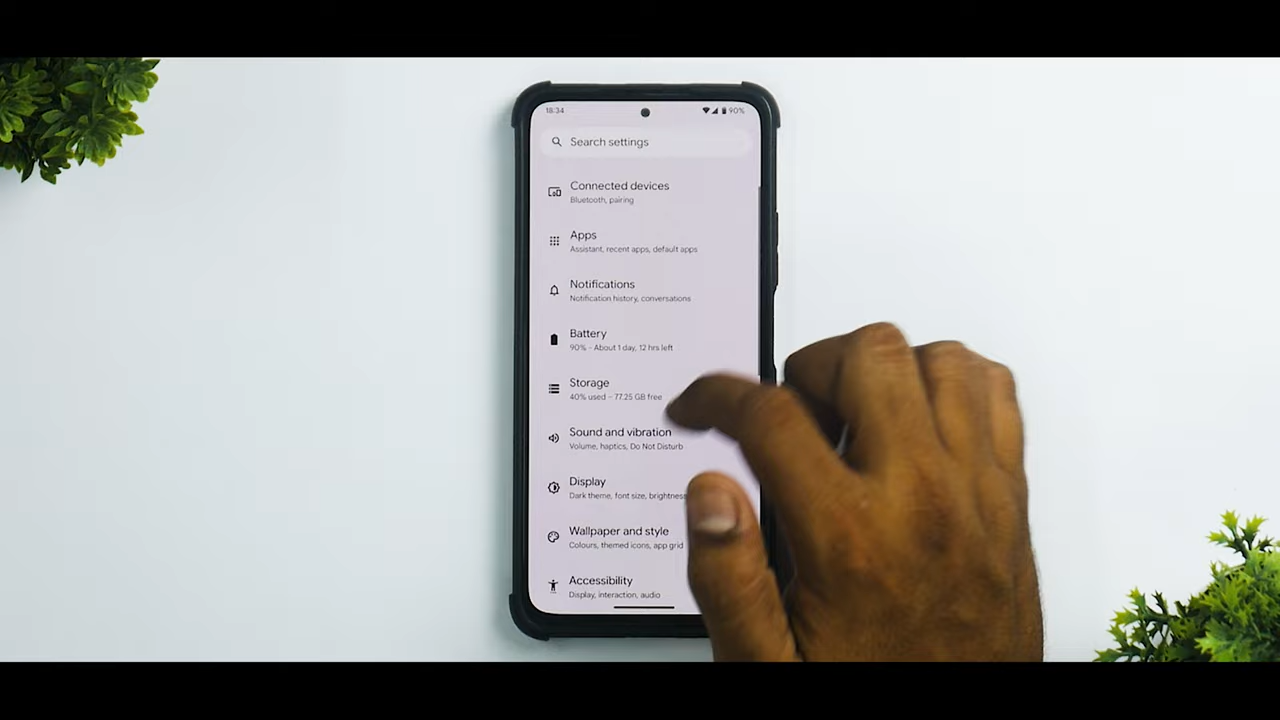 18:34
90%
Search settings
Connected devices
Bluetooth, pairing
Apps
Assistant, recent apps, default apps
Notifications
Notification history, conversations
Battery
90% - About 1 day, 12 hrs left
Storage
40% used - 77.25 GB free
Sound and vibration
Volume, haptics, Do Not Disturb
Display
Dark theme, font size, brightness
Wallpaper and style
Colours, themed icons, app grid
Accessibility
Display, interaction, audio